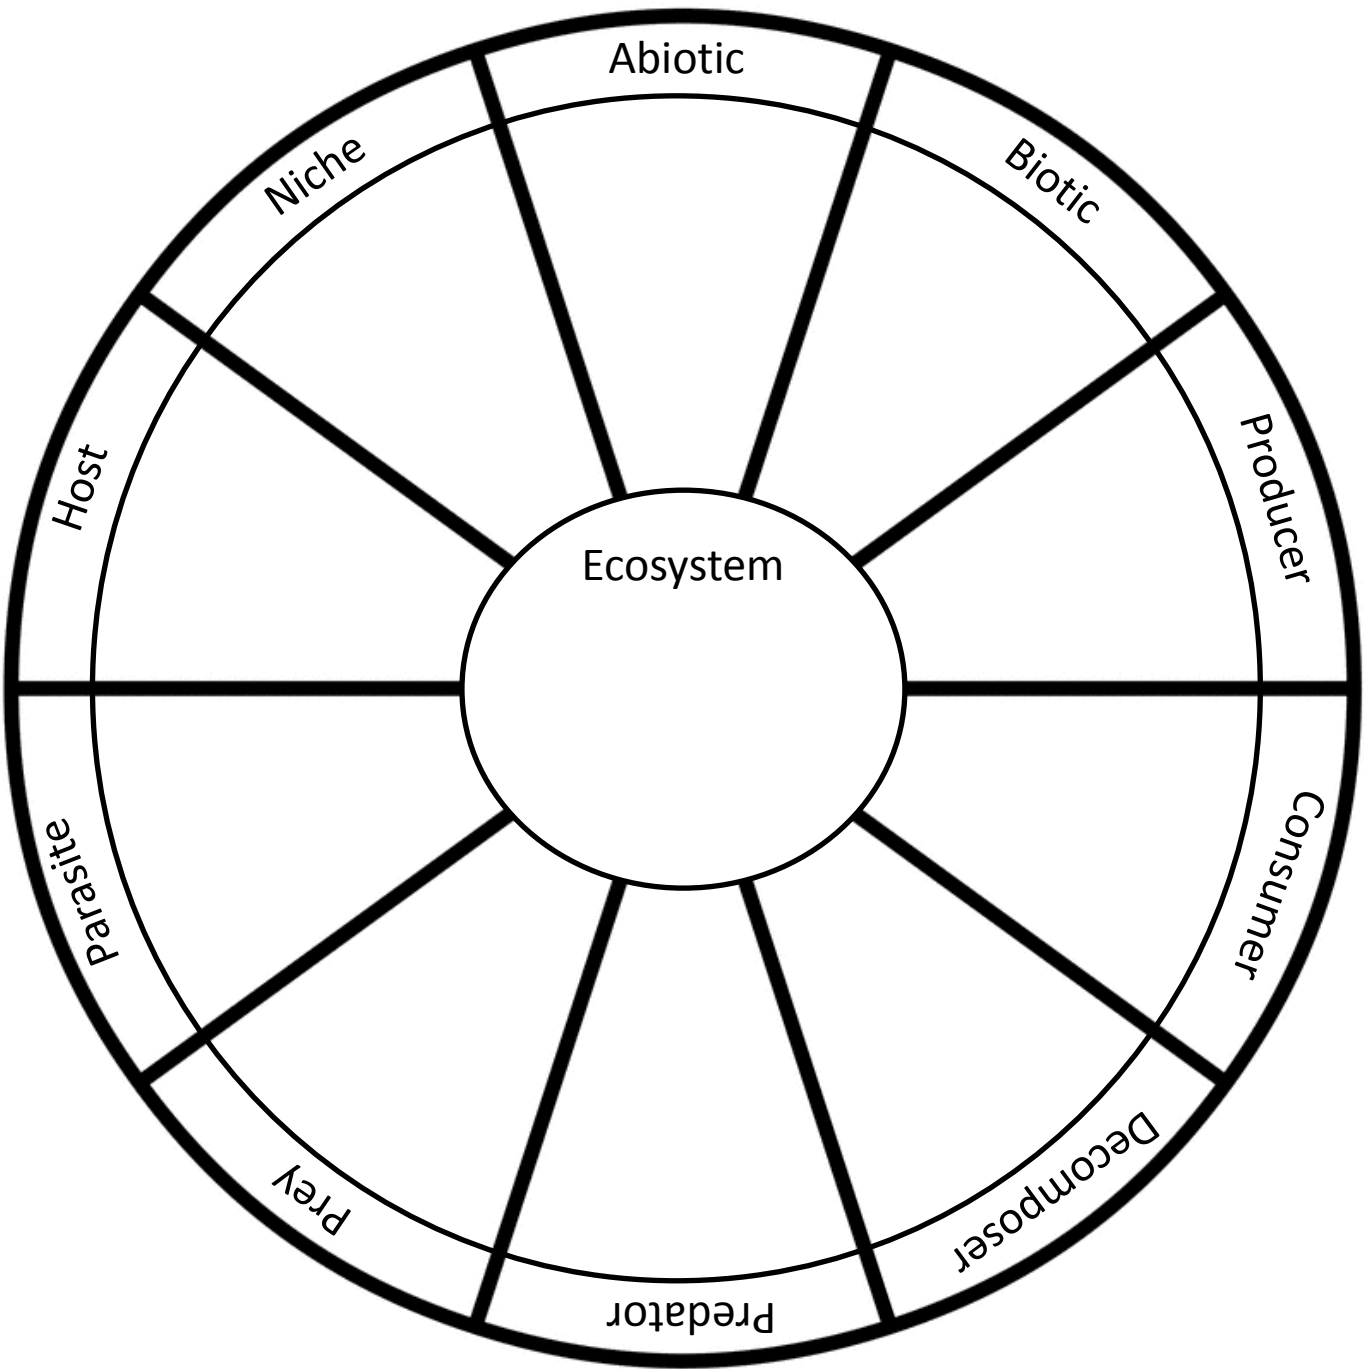 Abiotic
Biotic
Producer
Consumer
Decomposer
Predator
Prey
Parasite
Host
Niche
Ecosystem